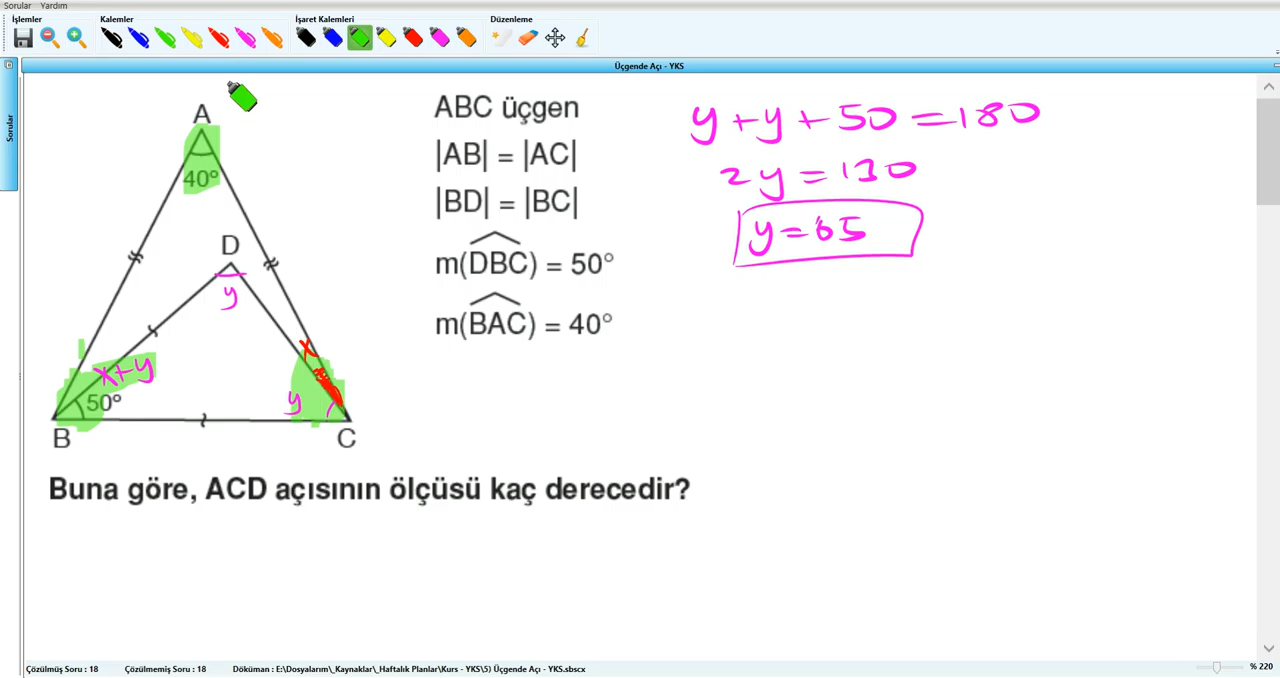 Sorular Yardım
İşlemler Kalemler İşaret Kalemleri Düzenleme
Üçgende Açı - YKS
Sorular
A
40°
D
y
x+y
50°
x
y
B
C
ABC üçgen
|AB| = |AC|
|BD| = |BC|
m(DBC) = 50°
m(BAC) = 40°
y+y+50=180
2y=130
y=65
Buna göre, ACD açısının ölçüsü kaç derecedir?
Çözülmüş Soru : 18 Çözülmemiş Soru : 18 Döküman : E:\Dosyalarım\_Kaynaklar\_Haftalık Planlar\Kurs - YKS\5) Üçgende Açı - YKS.sbscx % 220